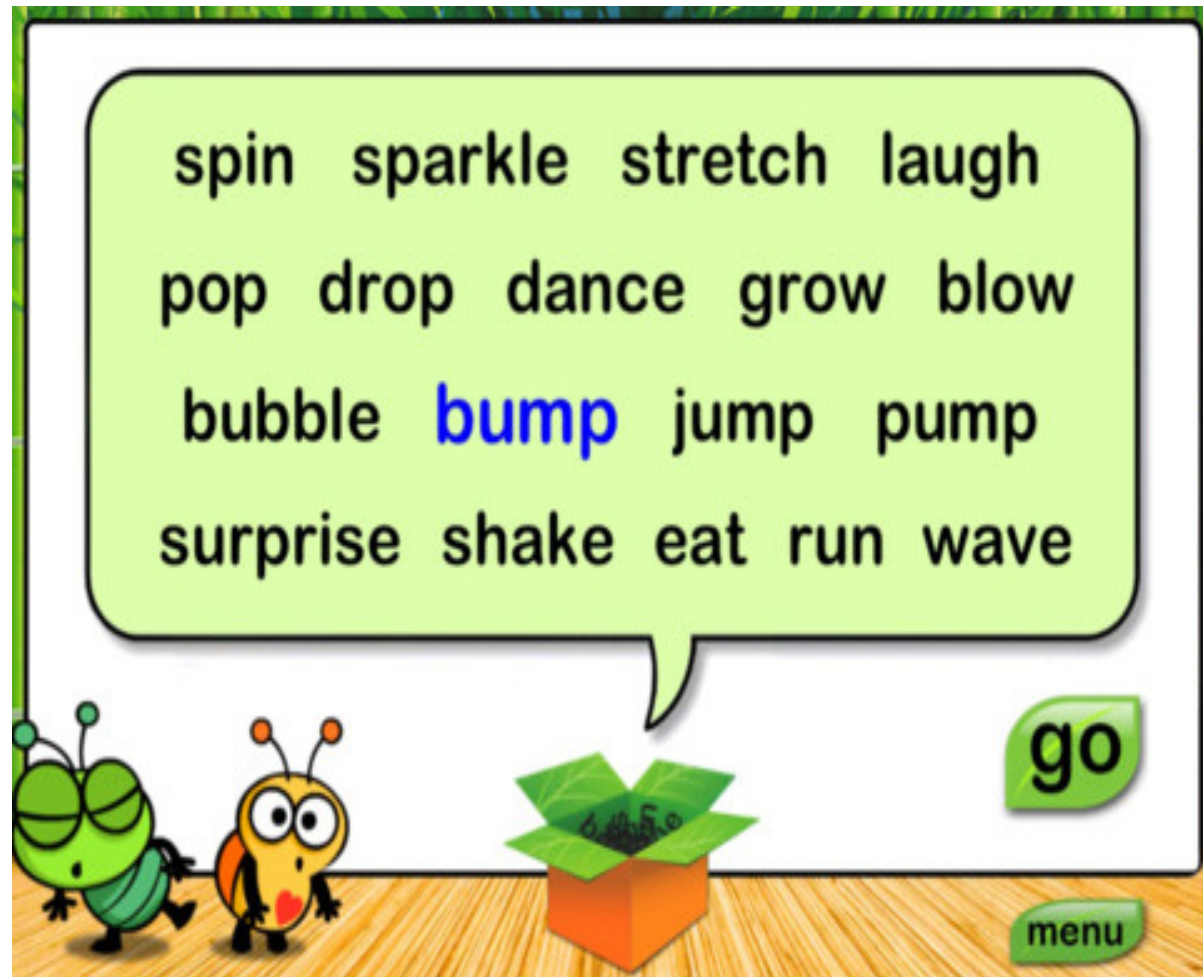 spin sparkle stretch laugh
pop drop dance grow blow
bubble bump jump pump
surprise shake eat run wave
go
menu